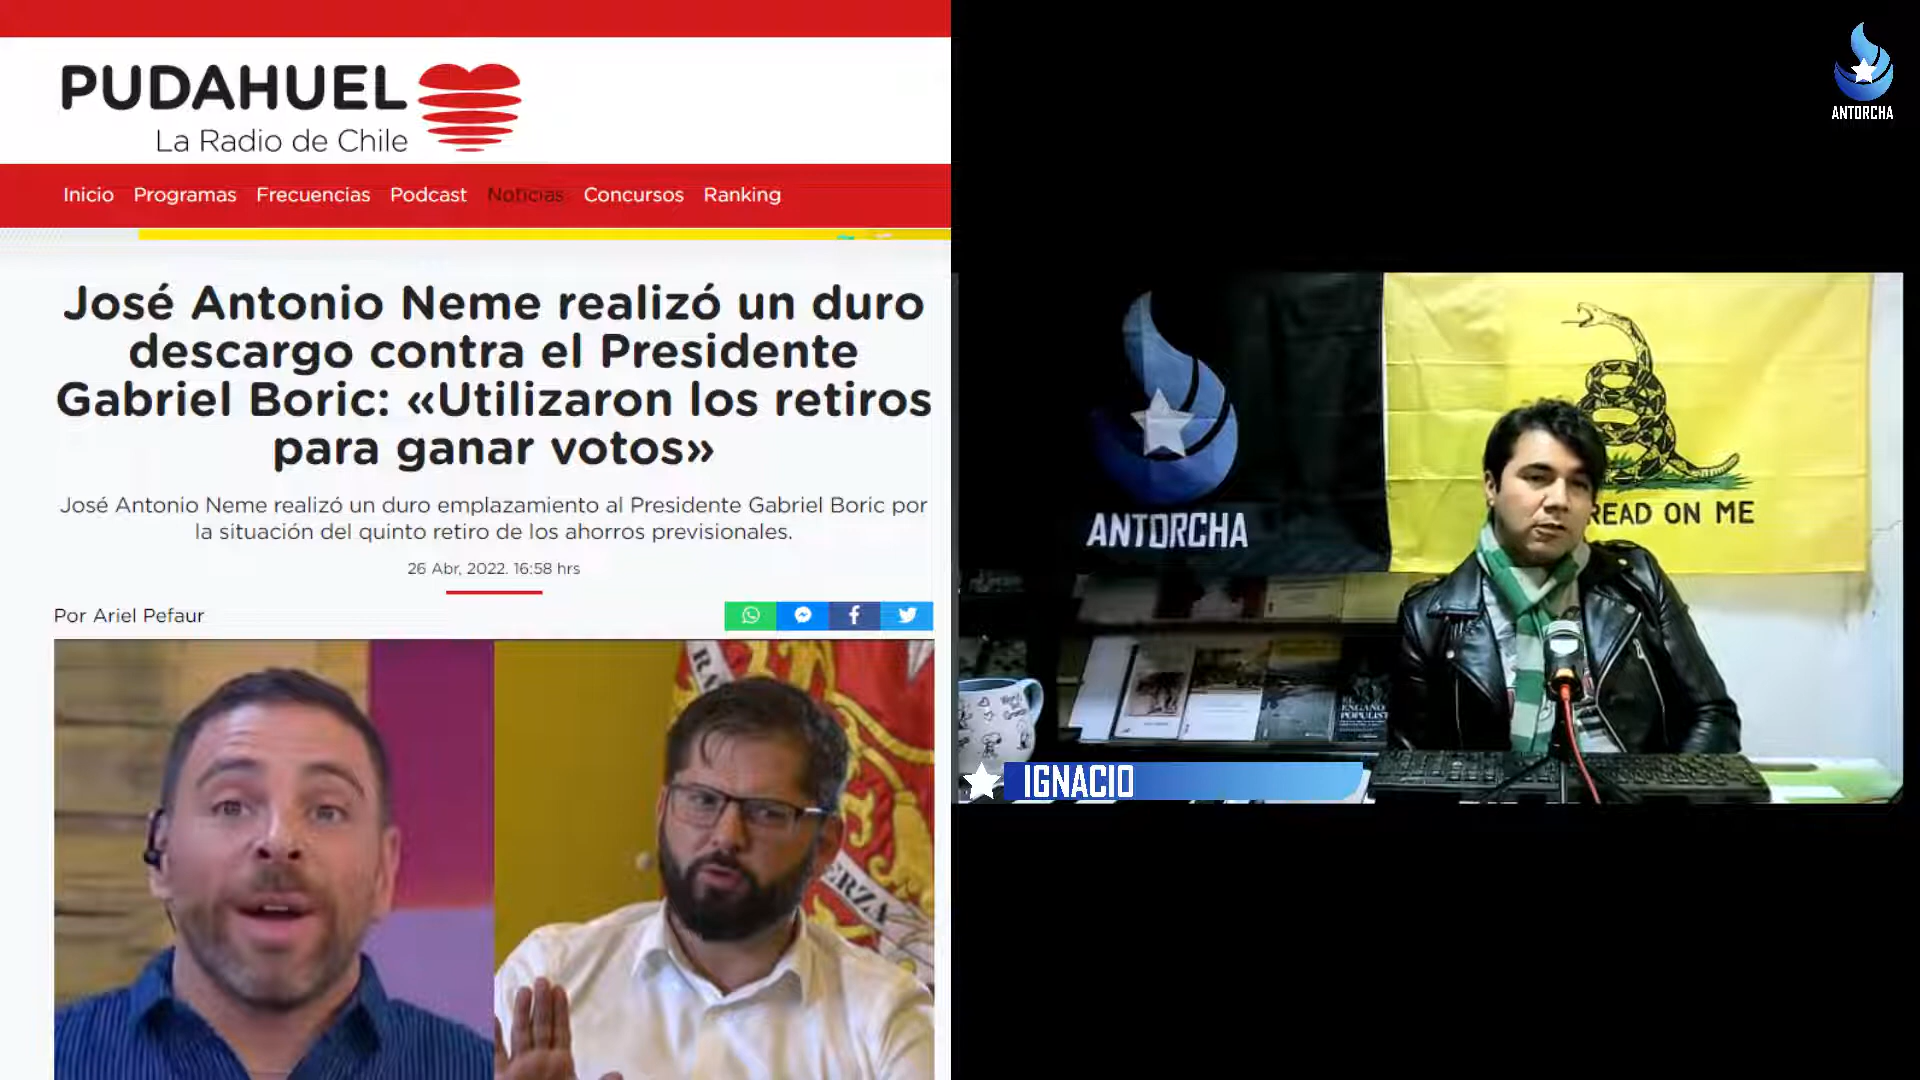 PUDAHUEL
La Radio de Chile
Inicio Programas Frecuencias Podcast Noticias Concursos Ranking
José Antonio Neme realizó un duro
descargo contra el Presidente
Gabriel Boric: «Utilizaron los retiros
para ganar votos»
José Antonio Neme realizó un duro emplazamiento al Presidente Gabriel Boric por
la situación del quinto retiro de los ahorros previsionales.
26 Abr, 2022. 16:58 hrs
Por Ariel Pefaur
ERZA
ANTORCHA
ANTORCHA
READ ON ME
ENGAÑO
POPULIST
IGNACIO